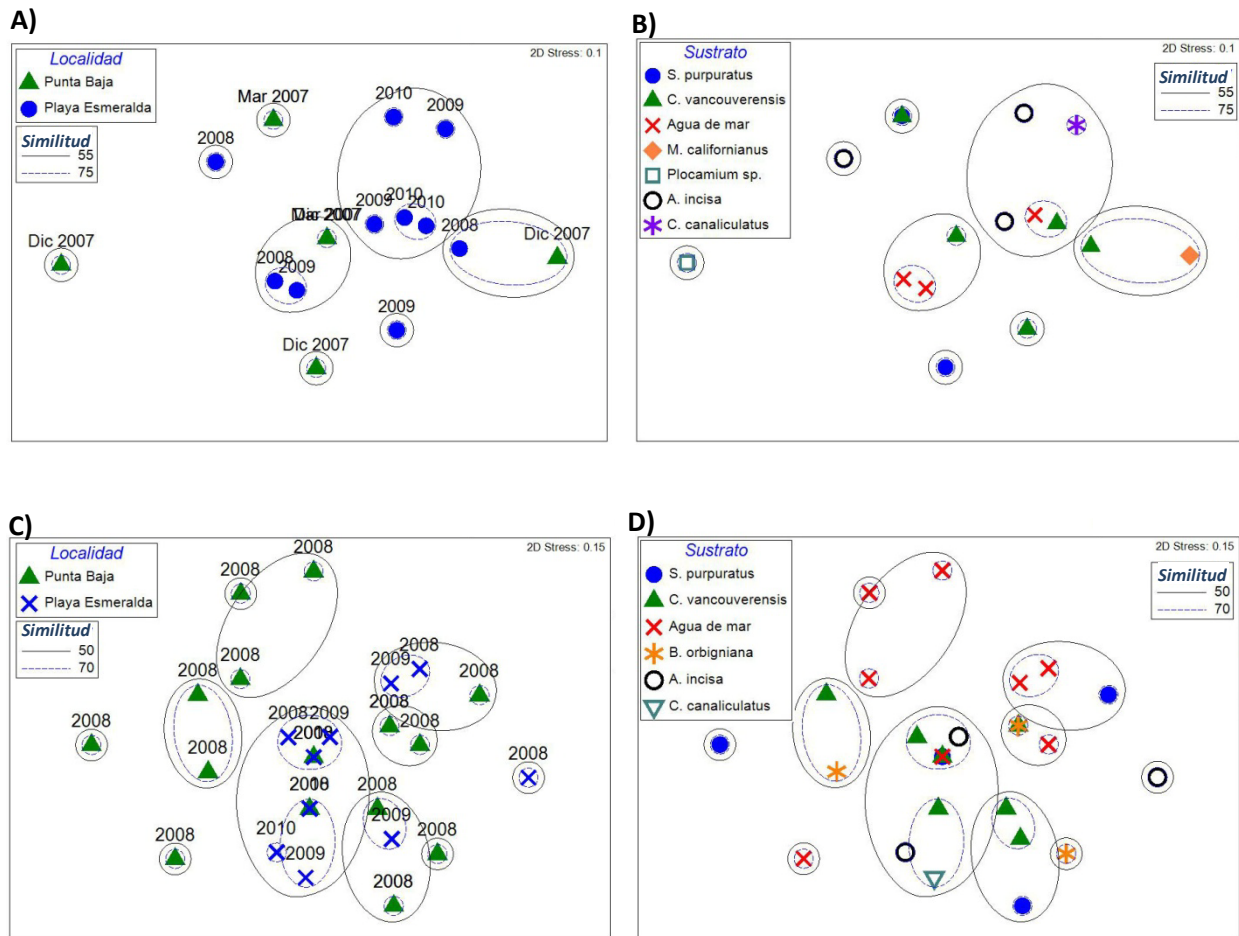 A)
Localidad
Punta Baja
Playa Esmeralda
Similitud
55
75
2D Stress: 0.1
Mar 2007
2010
2009
2008
2009
2010
2010
2008
Dic 2007
Dic 2007
2008
2009
2009
Dic 2007
B)
Sustrato
S. purpuratus
C. vancouverensis
Agua de mar
M. californianus
Plocamium sp.
A. incisa
C. canaliculatus
2D Stress: 0.1
Similitud
55
75
C)
Localidad
Punta Baja
Playa Esmeralda
Similitud
50
70
2D Stress: 0.15
2008
2008
2008
2008
2009
2008
2008
2008
2009
2008
2008
2008
2008
2008
2008
2009
2008
2010
2009
2008
2008
D)
Sustrato
S. purpuratus
C. vancouverensis
Agua de mar
B. orbigniana
A. incisa
C. canaliculatus
2D Stress: 0.15
Similitud
50
70